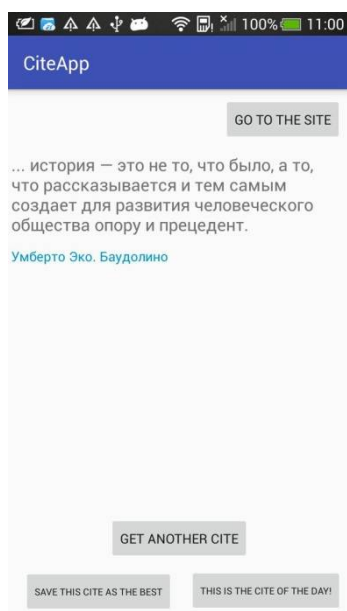 100% 11:00
CiteApp
GO TO THE SITE
... история — это не то, что было, а то,
что рассказывается и тем самым
создает для развития человеческого
общества опору и прецедент.
Умберто Эко. Баудолино
GET ANOTHER CITE
SAVE THIS CITE AS THE BEST
THIS IS THE CITE OF THE DAY!